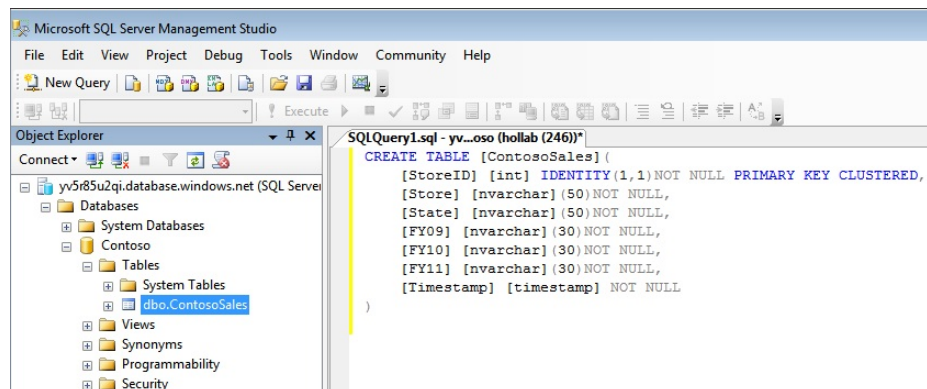 Microsoft SQL Server Management Studio
File Edit View Project Debug Tools Window Community Help
New Query
Execute
Object Explorer
SQLQuery1.sql - yv...oso (hollab (246))*
Connect
yv5r85u2qi.database.windows.net (SQL Server
Databases
System Databases
Contoso
Tables
System Tables
dbo.ContosoSales
Views
Synonyms
Programmability
Security
CREATE TABLE [ContosoSales](
[StoreID] [int] IDENTITY(1,1)NOT NULL PRIMARY KEY CLUSTERED,
[Store] [nvarchar](50)NOT NULL,
[State] [nvarchar](50)NOT NULL,
[FY09] [nvarchar](30)NOT NULL,
[FY10] [nvarchar](30)NOT NULL,
[FY11] [nvarchar](30)NOT NULL,
[Timestamp] [timestamp] NOT NULL
)